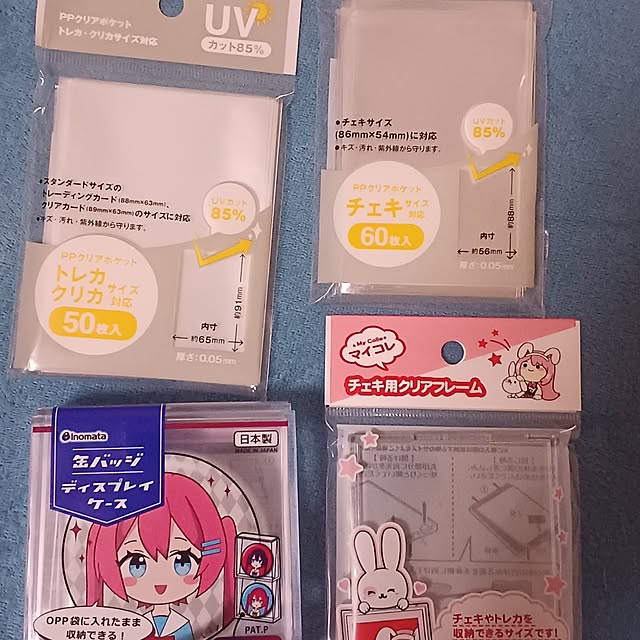 PPクリアポケット
トレカ・クリカサイズ対応
UV
カット85%
●スタンダードサイズの
トレーディングカード(88mm×63mm)、
クリアカード(89mm×63mm)のサイズに対応
●キズ・汚れ・紫外線から守ります。
UVカット
85%
PPクリアポケット
トレカ
クリカ
サイズ
対応
50枚入
内寸
約65mm
約91mm
厚さ:0.05mm
●チェキサイズ
(86mm×54mm)に対応
●キズ・汚れ・紫外線から守ります。
UVカット
85%
PPクリアポケット
チェキサイズ
対応
60枚入
内寸
約56mm
約88mm
厚さ:0.05mm
inomata
缶バッジ
ディスプレイ
ケース
日本製
MADE IN JAPAN
OPP袋に入れたまま
収納できる!
PAT.P
My Colle
マイコレ
チェキ用クリアフレーム
チェキやトレカを
収納できるサイズです!